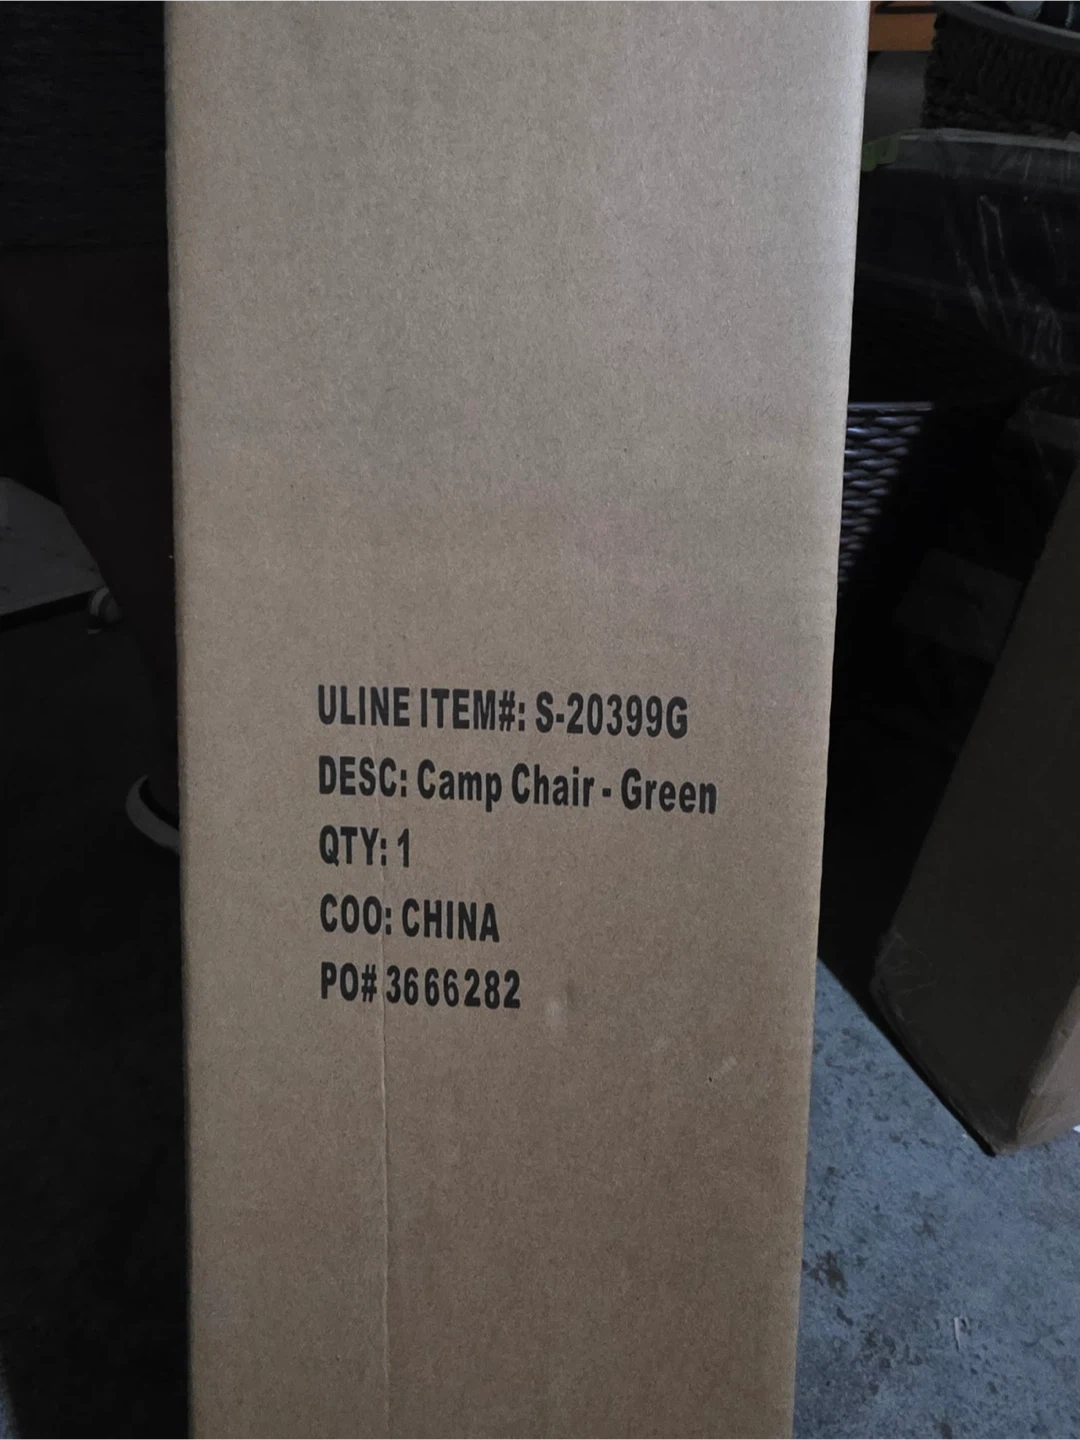 ULINE ITEM#: S-20399G
DESC: Camp Chair - Green
QTY: 1
COO: CHINA
PO# 3666282